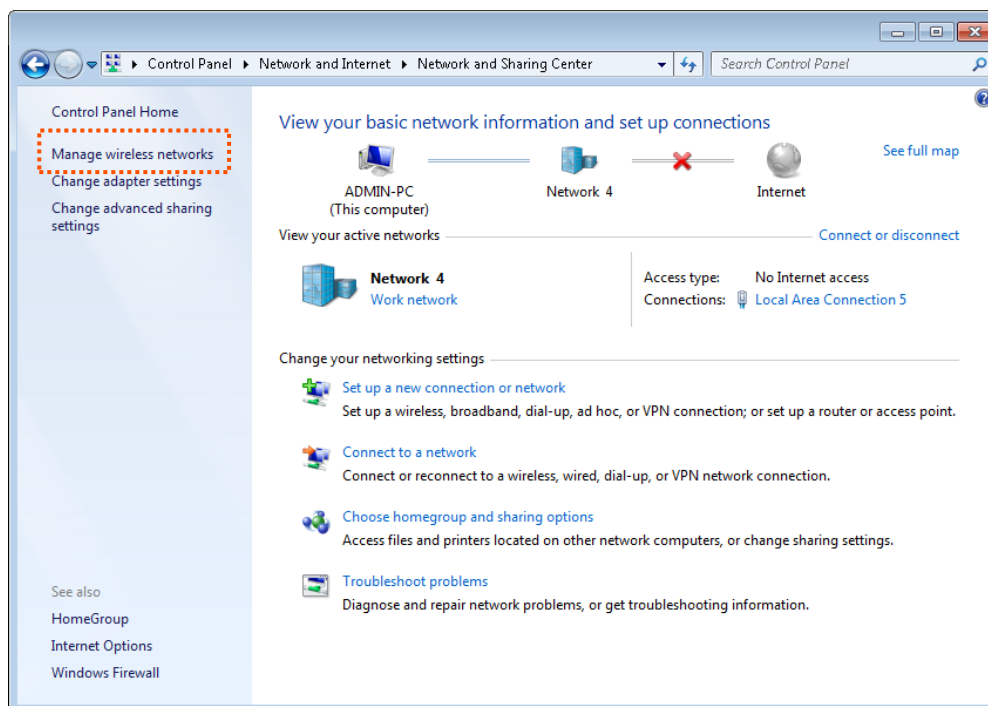 Control Panel
Network and Internet
Network and Sharing Center
Search Control Panel
Control Panel Home
Manage wireless networks
Change adapter settings
Change advanced sharing
settings
See also
HomeGroup
Internet Options
Windows Firewall
View your basic network information and set up connections
See full map
ADMIN-PC
(This computer)
Network 4
Internet
View your active networks
Connect or disconnect
Network 4
Work network
Access type: No Internet access
Connections: Local Area Connection 5
Change your networking settings
Set up a new connection or network
Set up a wireless, broadband, dial-up, ad hoc, or VPN connection; or set up a router or access point.
Connect to a network
Connect or reconnect to a wireless, wired, dial-up, or VPN network connection.
Choose homegroup and sharing options
Access files and printers located on other network computers, or change sharing settings.
Troubleshoot problems
Diagnose and repair network problems, or get troubleshooting information.